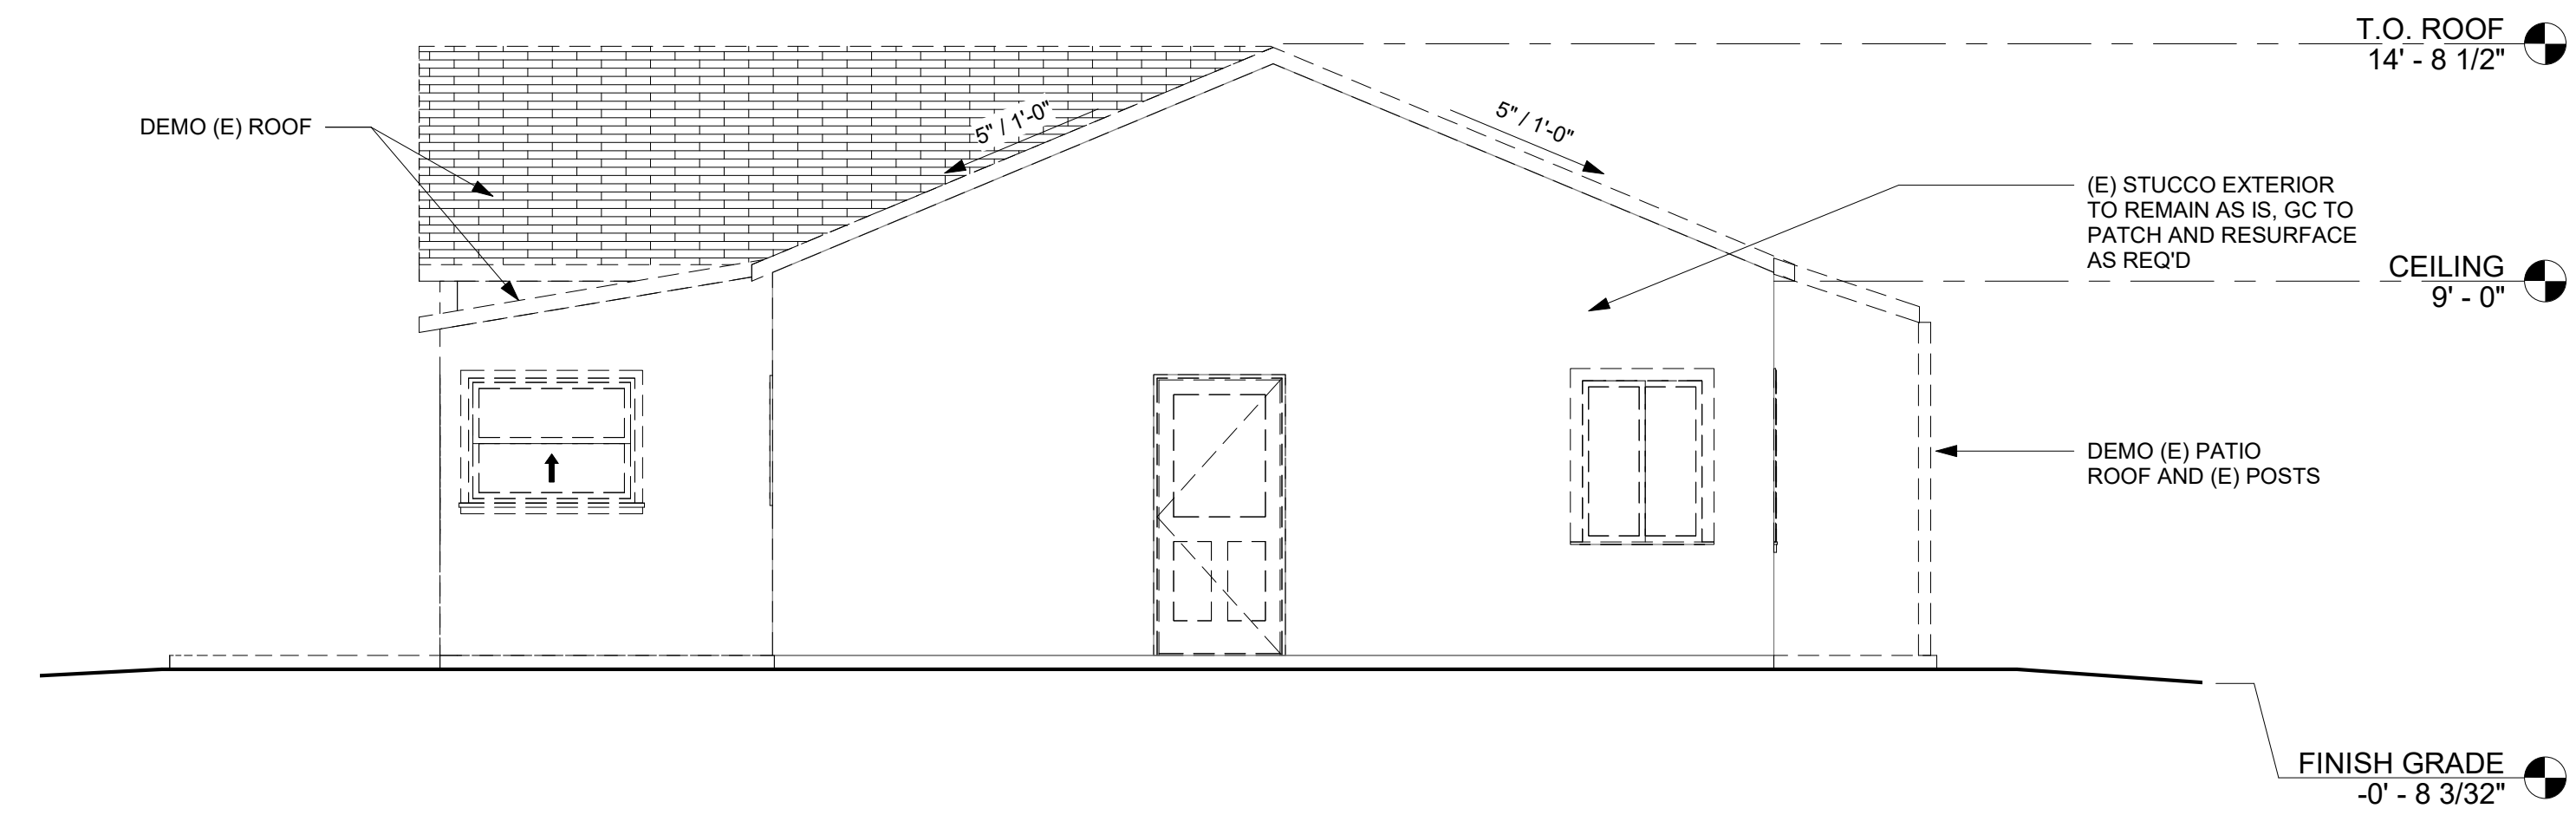 T.O. ROOF
14' - 8 1/2"
DEMO (E) ROOF
5" / 1'-0"
5" / 1'-0"
(E) STUCCO EXTERIOR
TO REMAIN AS IS, GC TO
PATCH AND RESURFACE
AS REQ'D
CEILING
9' - 0"
DEMO (E) PATIO
ROOF AND (E) POSTS
FINISH GRADE
-0' - 8 3/32"